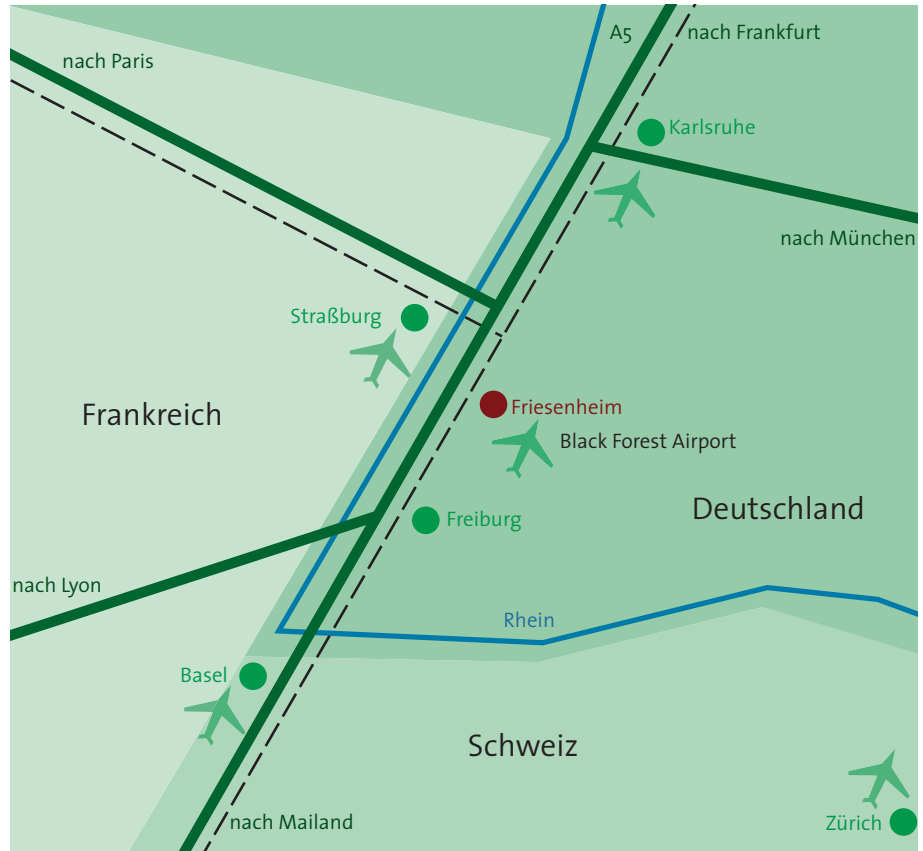 A5
nach Frankfurt
nach Paris
Karlsruhe
nach München
Straßburg
Frankreich
Friesenheim
Black Forest Airport
Deutschland
Freiburg
nach Lyon
Rhein
Basel
Schweiz
nach Mailand
Zürich